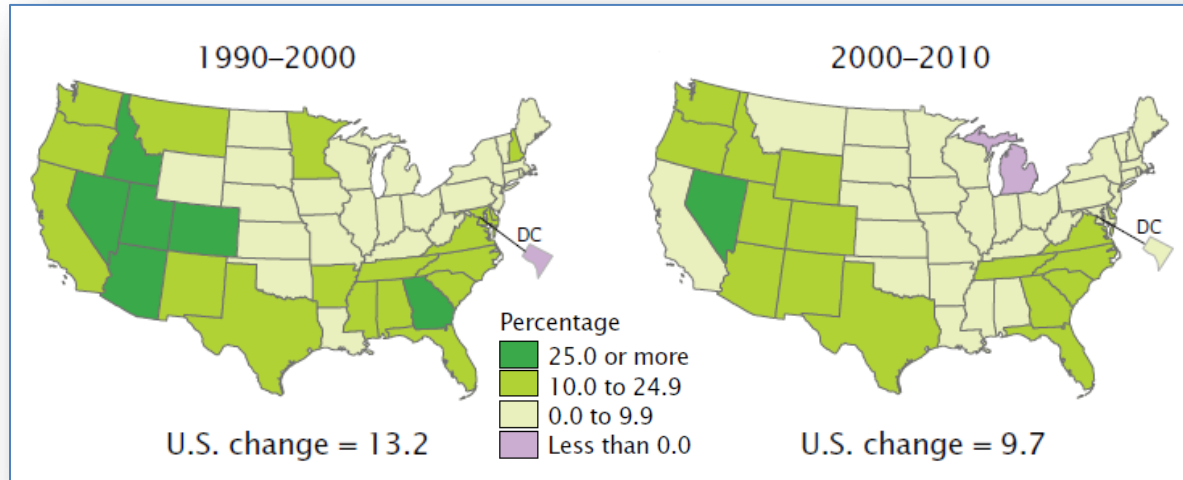 1990–2000
2000–2010
DC
DC
Percentage
25.0 or more
10.0 to 24.9
0.0 to 9.9
Less than 0.0
U.S. change = 13.2
U.S. change = 9.7